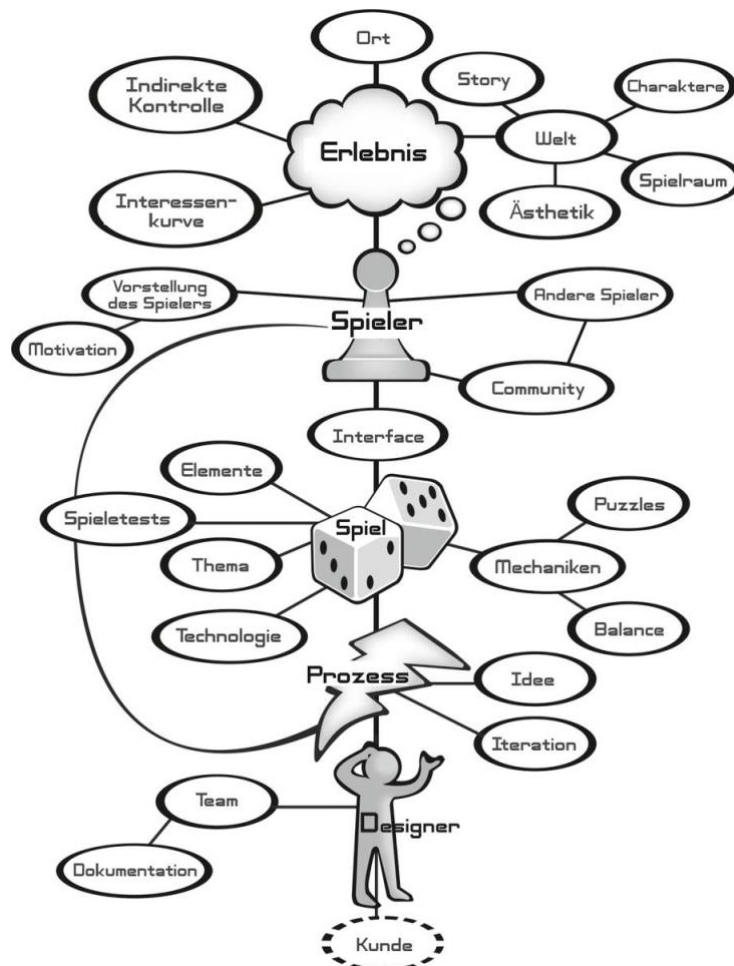 Ort
Story
Charaktere
Indirekte
Kontrolle
Erlebnis
Welt
Spielraum
Interessen-
kurve
Ästhetik
Vorstellung
des Spielers
Andere Spieler
Spieler
Motivation
Community
Interface
Elemente
Puzzles
Spieletests
Spiel
Thema
Mechaniken
Technologie
Balance
Prozess
Idee
Iteration
Team
Designer
Dokumentation
Kunde